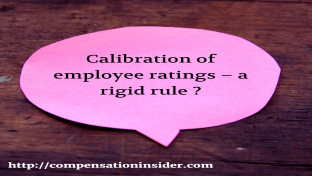 Calibration of
employee ratings – a
rigid rule ?
http://compensationinsider.com